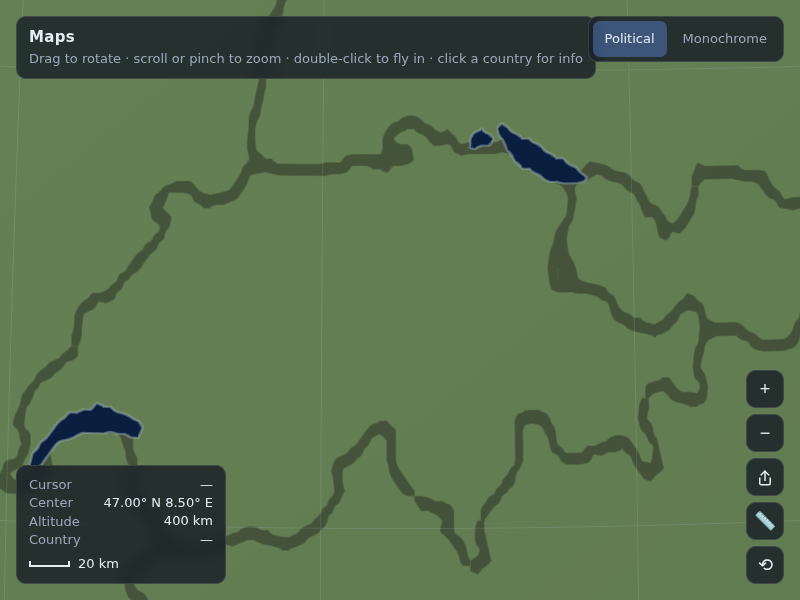 Maps
Drag to rotate · scroll or pinch to zoom · double-click to fly in · click a country for info
Political
Monochrome
+
−
Cursor —
Center 47.00° N 8.50° E
Altitude 400 km
Country —
20 km